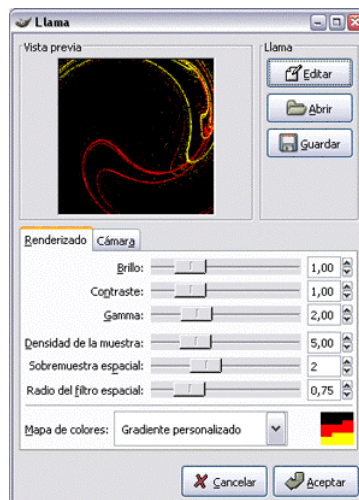 Llama
Vista previa
Llama
Editar
Abrir
Guardar
Renderizado Cámara
Brillo: 1,00
Contraste: 1,00
Gamma: 2,00
Densidad de la muestra: 5,00
Sobremuestra espacial: 2
Radio del filtro espacial: 0,75
Mapa de colores: Gradiente personalizado
Cancelar Aceptar